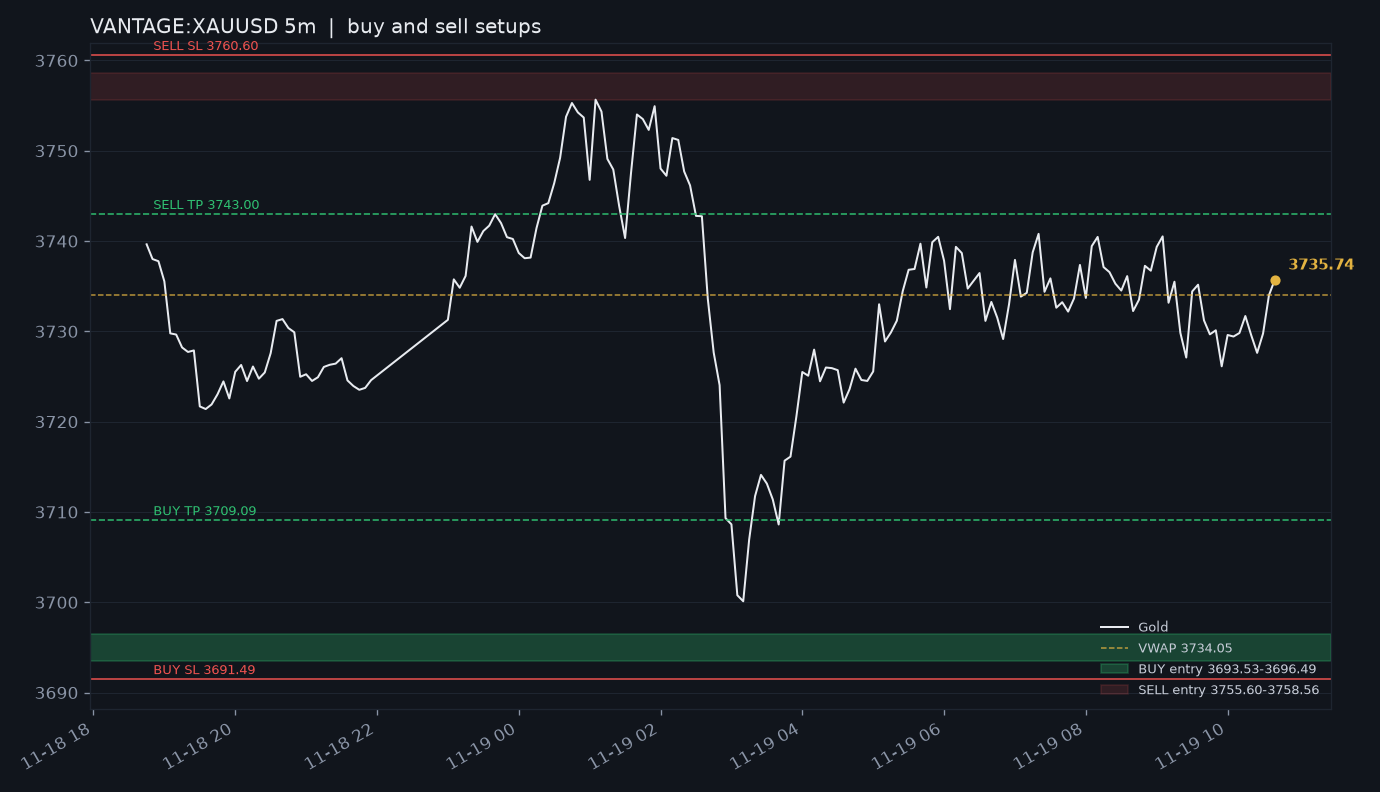 VANTAGE:XAUUSD 5m | buy and sell setups
SELL SL 3760.60
3760
3750
SELL TP 3743.00
3740
3735.74
3730
3720
BUY TP 3709.09
3710
3700
Gold
VWAP 3734.05
BUY SL 3691.49
BUY entry 3693.53-3696.49
SELL entry 3755.60-3758.56
3690
11-18 18
11-18 20
11-18 22
11-19 00
11-19 02
11-19 04
11-19 06
11-19 08
11-19 10